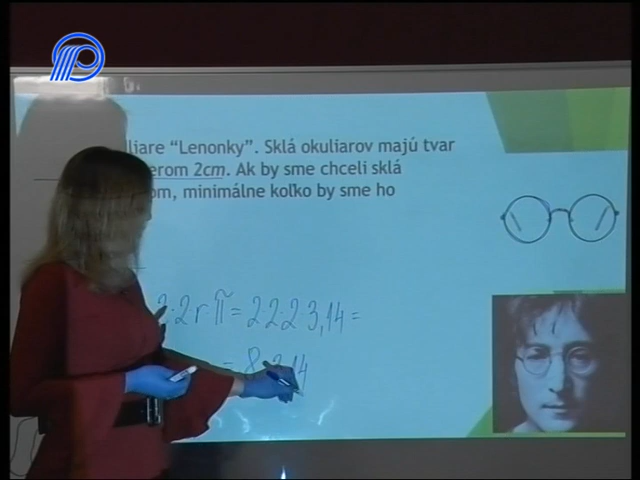 liare “Lenonky”. Sklá okuliarov majú tvar
erom 2cm. Ak by sme chceli sklá
om, minimálne koľko by sme ho
2·2r·π = 2·2·2·3,14 =
= 8·3,14